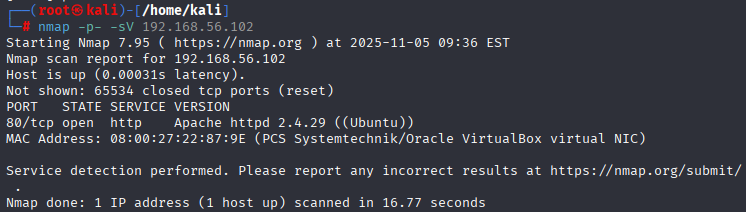 ┌──(root㉿kali)-[/home/kali]
└─# nmap -p- -sV 192.168.56.102
Starting Nmap 7.95 ( https://nmap.org ) at 2025-11-05 09:36 EST
Nmap scan report for 192.168.56.102
Host is up (0.00031s latency).
Not shown: 65534 closed tcp ports (reset)
PORT   STATE SERVICE VERSION
80/tcp open  http    Apache httpd 2.4.29 ((Ubuntu))
MAC Address: 08:00:27:22:87:9E (PCS Systemtechnik/Oracle VirtualBox virtual NIC)

Service detection performed. Please report any incorrect results at https://nmap.org/submit/
 .
Nmap done: 1 IP address (1 host up) scanned in 16.77 seconds